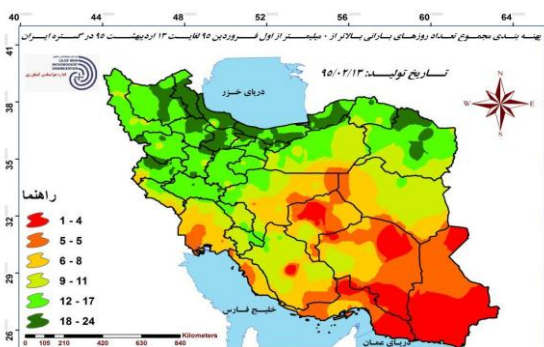 40 44 48 52 56 60 64
پهنه بندی مجموع تعداد روزهای بارانی بالاتر از ۰ میلیمتر از اول فروردین ۹۵ لغایت ۱۳ اردیبهشت ۹۵ در گستره ایران
تاریخ تولید: ۹۵/۰۲/۱۳
دریای خزر
N
W E
راهنما
1 - 4
5 - 5
6 - 8
9 - 11
12 - 17
18 - 24
خلیج فارس
دریای عمان
Kilometers
0 105 210 420 630 840
41
38
35
32
29
26